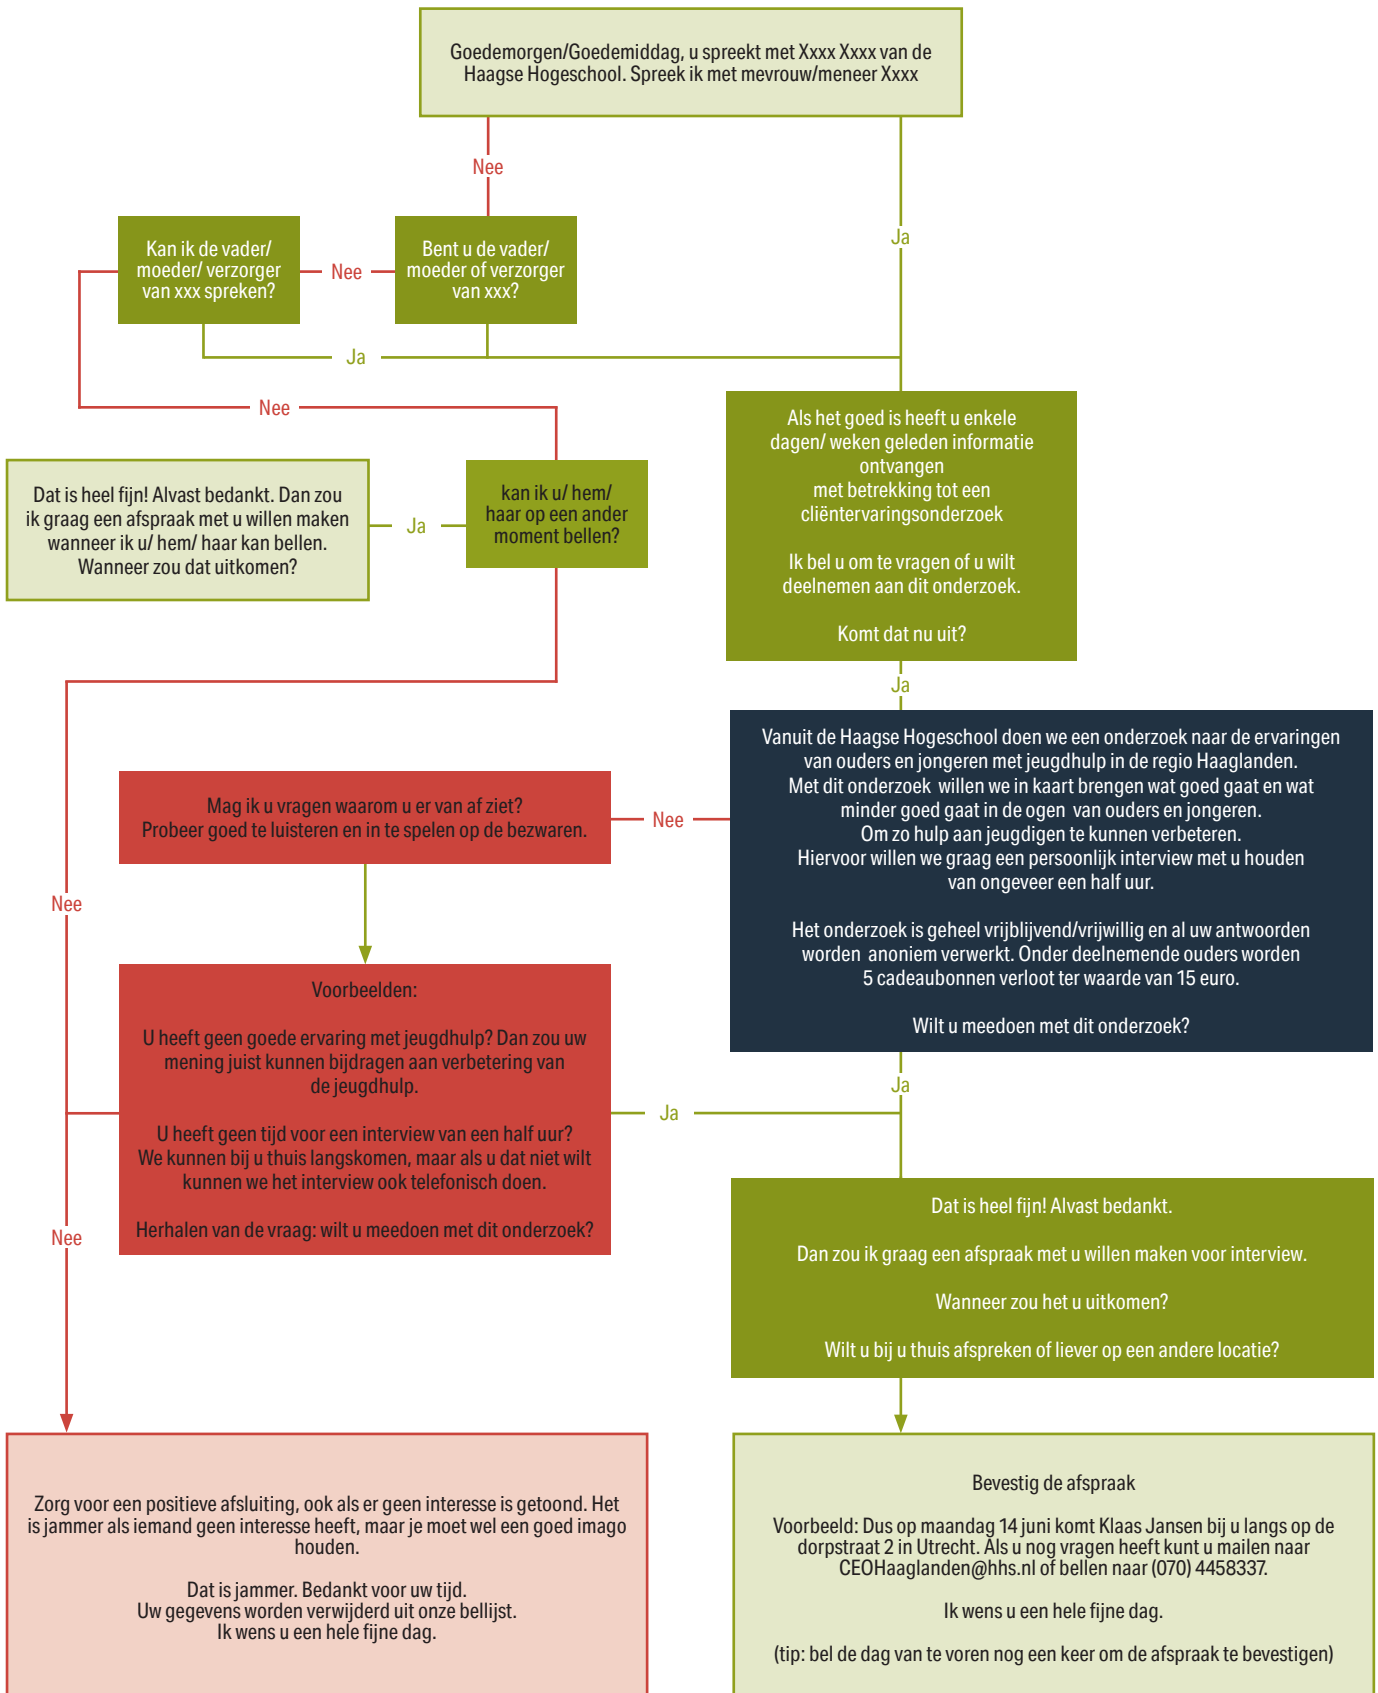 Goedemorgen/Goedemiddag, u spreekt met Xxxx Xxxx van de
Haagse Hogeschool. Spreek ik met mevrouw/meneer Xxxx
Nee
Ja
Kan ik de vader/
moeder/ verzorger
van xxx spreken?
Nee
Bent u de vader/
moeder of verzorger
van xxx?
Ja
Nee
Als het goed is heeft u enkele
dagen/ weken geleden informatie
ontvangen
met betrekking tot een
cliëntervaringsonderzoek
Ik bel u om te vragen of u wilt
deelnemen aan dit onderzoek.
Komt dat nu uit?
Dat is heel fijn! Alvast bedankt. Dan zou
ik graag een afspraak met u willen maken
wanneer ik u/ hem/ haar kan bellen.
Wanneer zou dat uitkomen?
Ja
kan ik u/ hem/
haar op een ander
moment bellen?
Ja
Vanuit de Haagse Hogeschool doen we een onderzoek naar de ervaringen
van ouders en jongeren met jeugdhulp in de regio Haaglanden.
Met dit onderzoek willen we in kaart brengen wat goed gaat en wat
minder goed gaat in de ogen van ouders en jongeren.
Om zo hulp aan jeugdigen te kunnen verbeteren.
Hiervoor willen we graag een persoonlijk interview met u houden
van ongeveer een half uur.
Het onderzoek is geheel vrijblijvend/vrijwillig en al uw antwoorden
worden anoniem verwerkt. Onder deelnemende ouders worden
5 cadeaubonnen verloot ter waarde van 15 euro.
Wilt u meedoen met dit onderzoek?
Nee
Mag ik u vragen waarom u er van af ziet?
Probeer goed te luisteren en in te spelen op de bezwaren.
Nee
Voorbeelden:
U heeft geen goede ervaring met jeugdhulp? Dan zou uw
mening juist kunnen bijdragen aan verbetering van
de jeugdhulp.
U heeft geen tijd voor een interview van een half uur?
We kunnen bij u thuis langskomen, maar als u dat niet wilt
kunnen we het interview ook telefonisch doen.
Herhalen van de vraag: wilt u meedoen met dit onderzoek?
Ja
Ja
Nee
Dat is heel fijn! Alvast bedankt.
Dan zou ik graag een afspraak met u willen maken voor interview.
Wanneer zou het u uitkomen?
Wilt u bij u thuis afspreken of liever op een andere locatie?
Zorg voor een positieve afsluiting, ook als er geen interesse is getoond. Het
is jammer als iemand geen interesse heeft, maar je moet wel een goed imago
houden.
Dat is jammer. Bedankt voor uw tijd.
Uw gegevens worden verwijderd uit onze bellijst.
Ik wens u een hele fijne dag.
Bevestig de afspraak
Voorbeeld: Dus op maandag 14 juni komt Klaas Jansen bij u langs op de
dorpstraat 2 in Utrecht. Als u nog vragen heeft kunt u mailen naar
CEOHaaglanden@hhs.nl of bellen naar (070) 4458337.
Ik wens u een hele fijne dag.
(tip: bel de dag van te voren nog een keer om de afspraak te bevestigen)